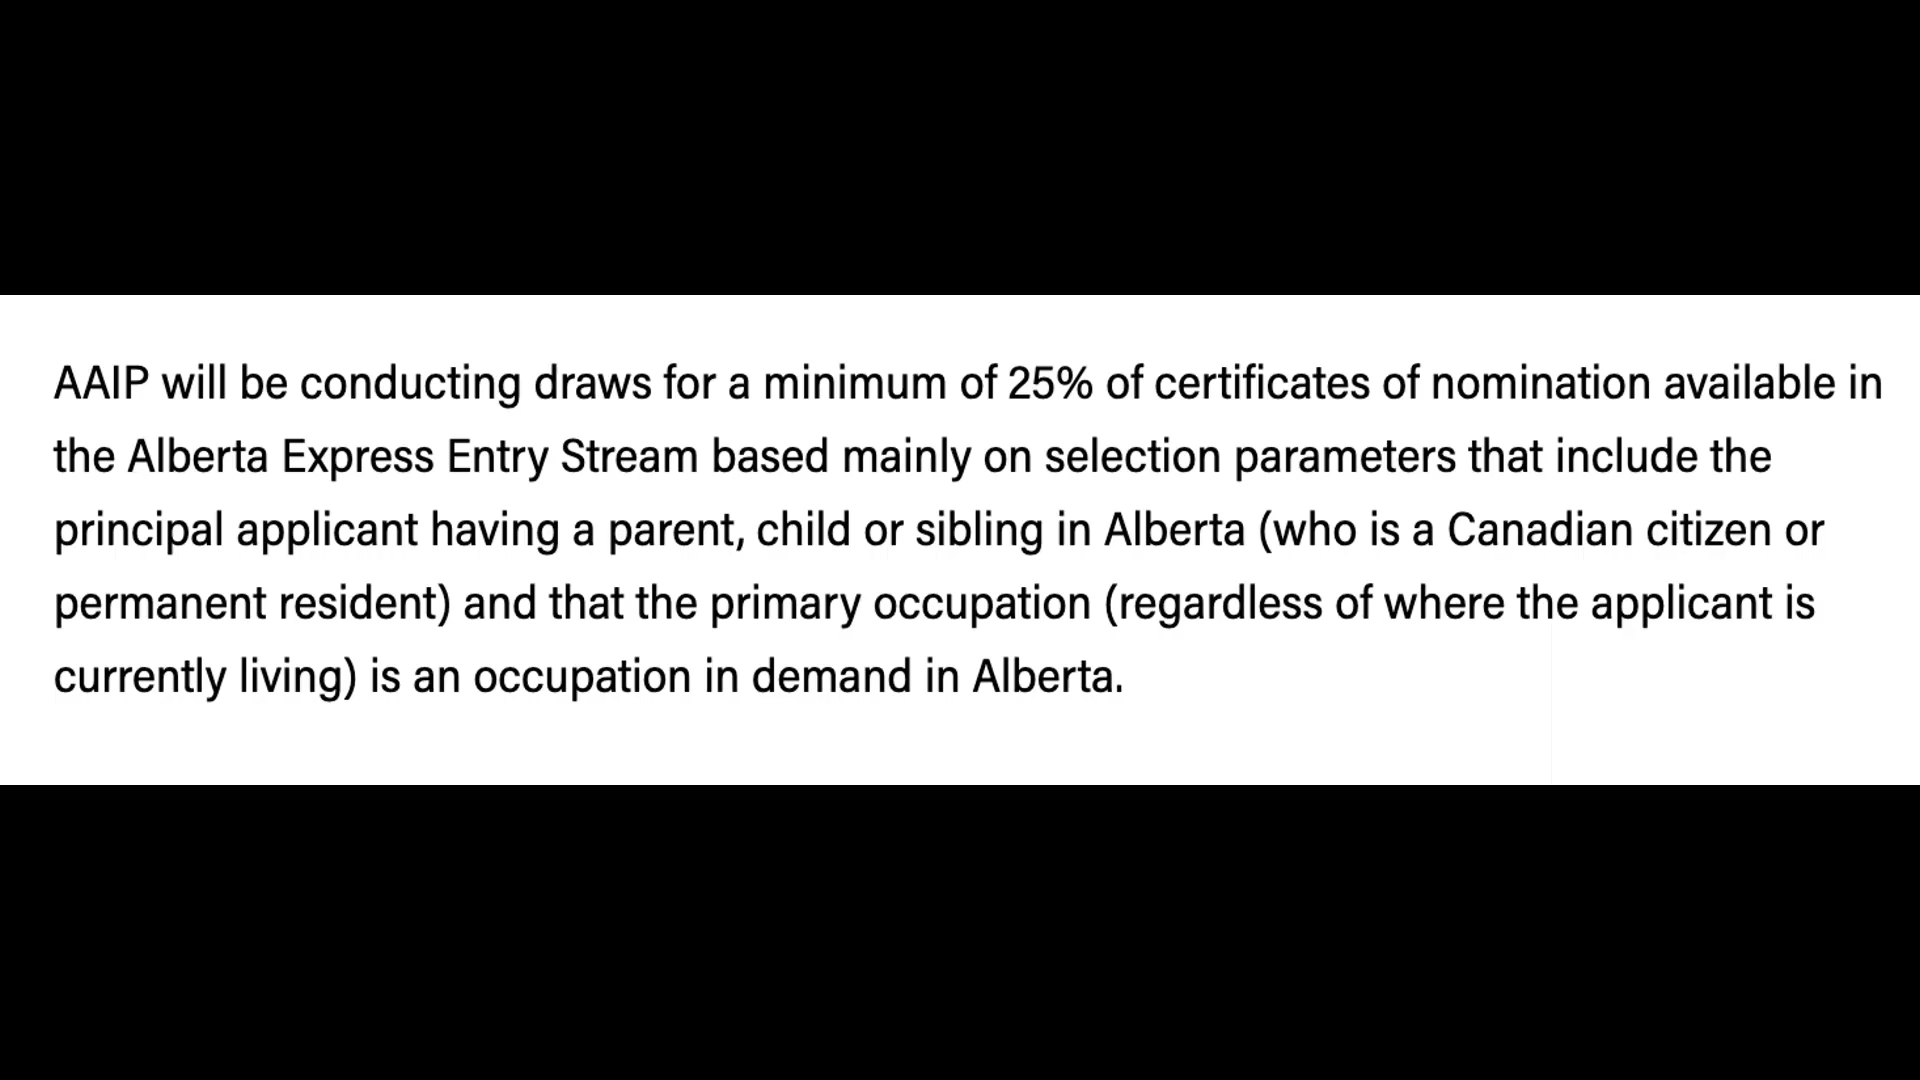 AAIP will be conducting draws for a minimum of 25% of certificates of nomination available in
the Alberta Express Entry Stream based mainly on selection parameters that include the
principal applicant having a parent, child or sibling in Alberta (who is a Canadian citizen or
permanent resident) and that the primary occupation (regardless of where the applicant is
currently living) is an occupation in demand in Alberta.